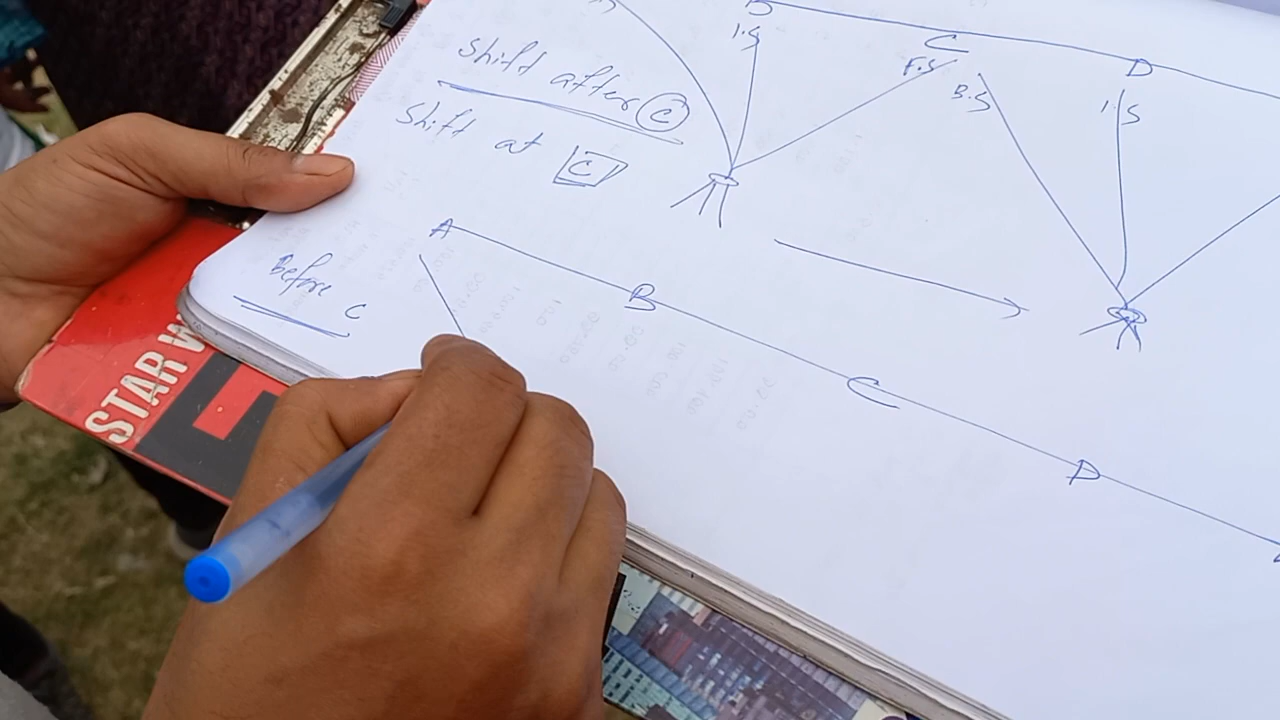 B C D
I.S F.S B.S I.S
shift after C
shift at C
Before C
A B C D
STAR W